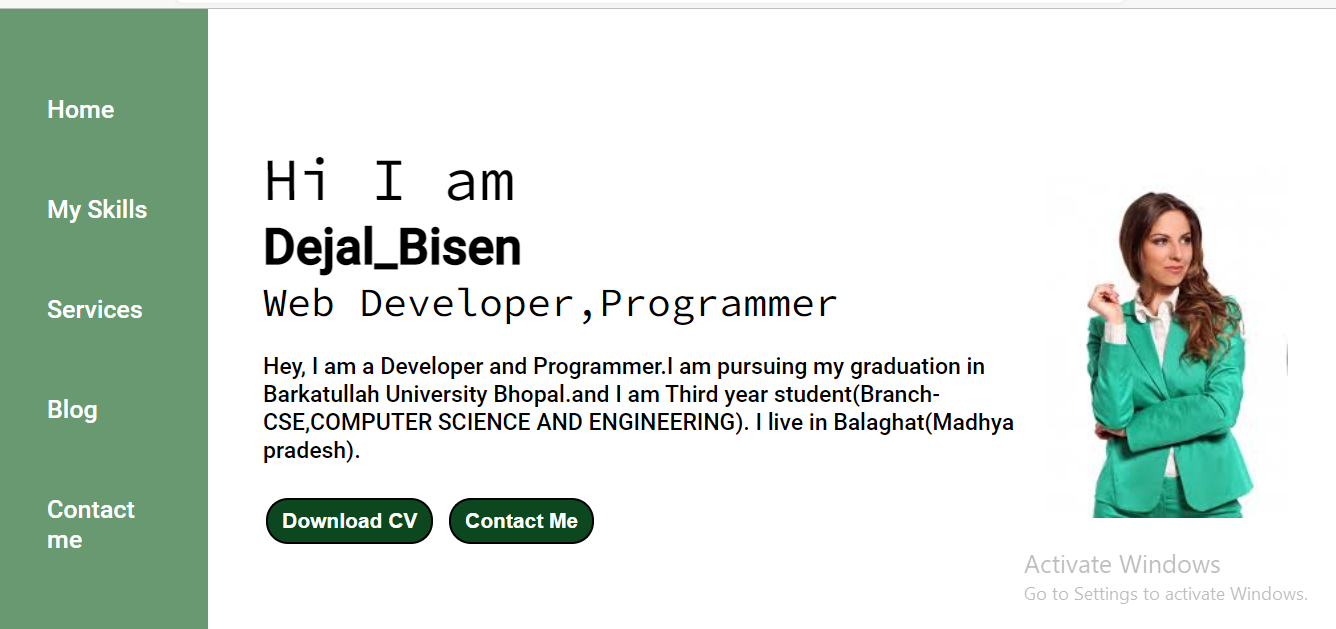 Home
My Skills
Services
Blog
Contact
me
Hi I am
Dejal_Bisen
Web Developer,Programmer
Hey, I am a Developer and Programmer.I am pursuing my graduation in
Barkatullah University Bhopal.and I am Third year student(Branch-
CSE,COMPUTER SCIENCE AND ENGINEERING). I live in Balaghat(Madhya
pradesh).
Download CV
Contact Me
Activate Windows
Go to Settings to activate Windows.